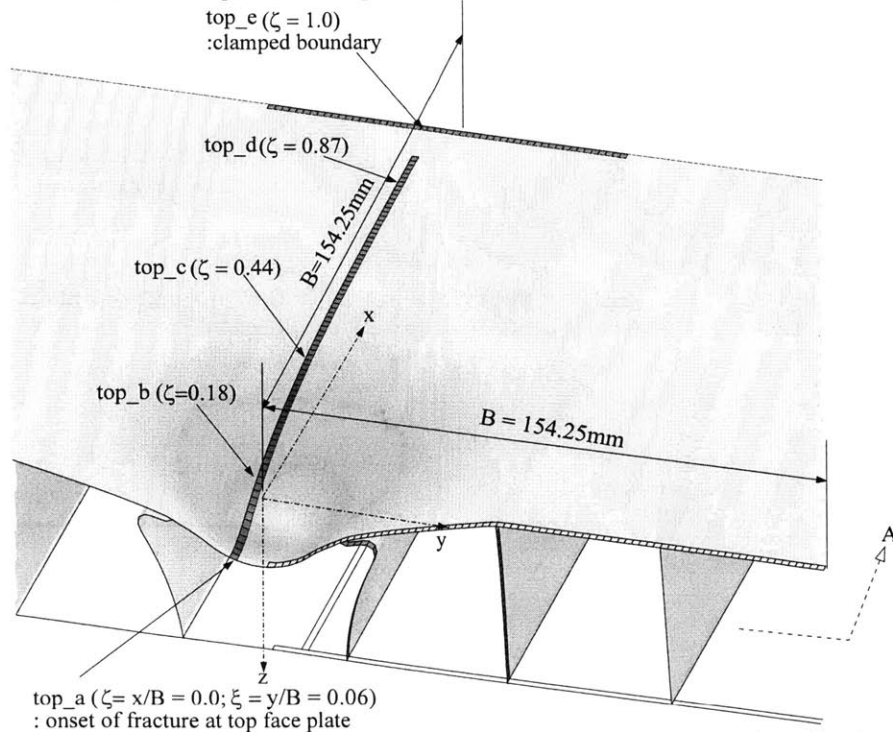 top_e (ζ = 1.0)
:clamped boundary
top_d (ζ = 0.87)
B=154.25mm
top_c (ζ = 0.44)
x
top_b (ζ=0.18)
B = 154.25mm
y
A
z
top_a (ζ= x/B = 0.0; ξ = y/B = 0.06)
: onset of fracture at top face plate